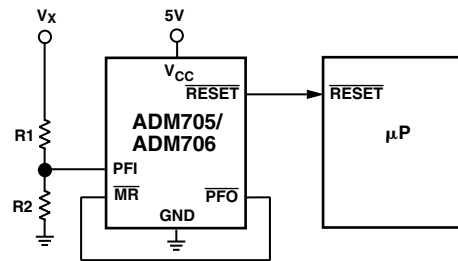 VX
5V
VCC
RESET
RESET
R1
ADM705/
ADM706
μP
PFI
R2
MR
PFO
GND